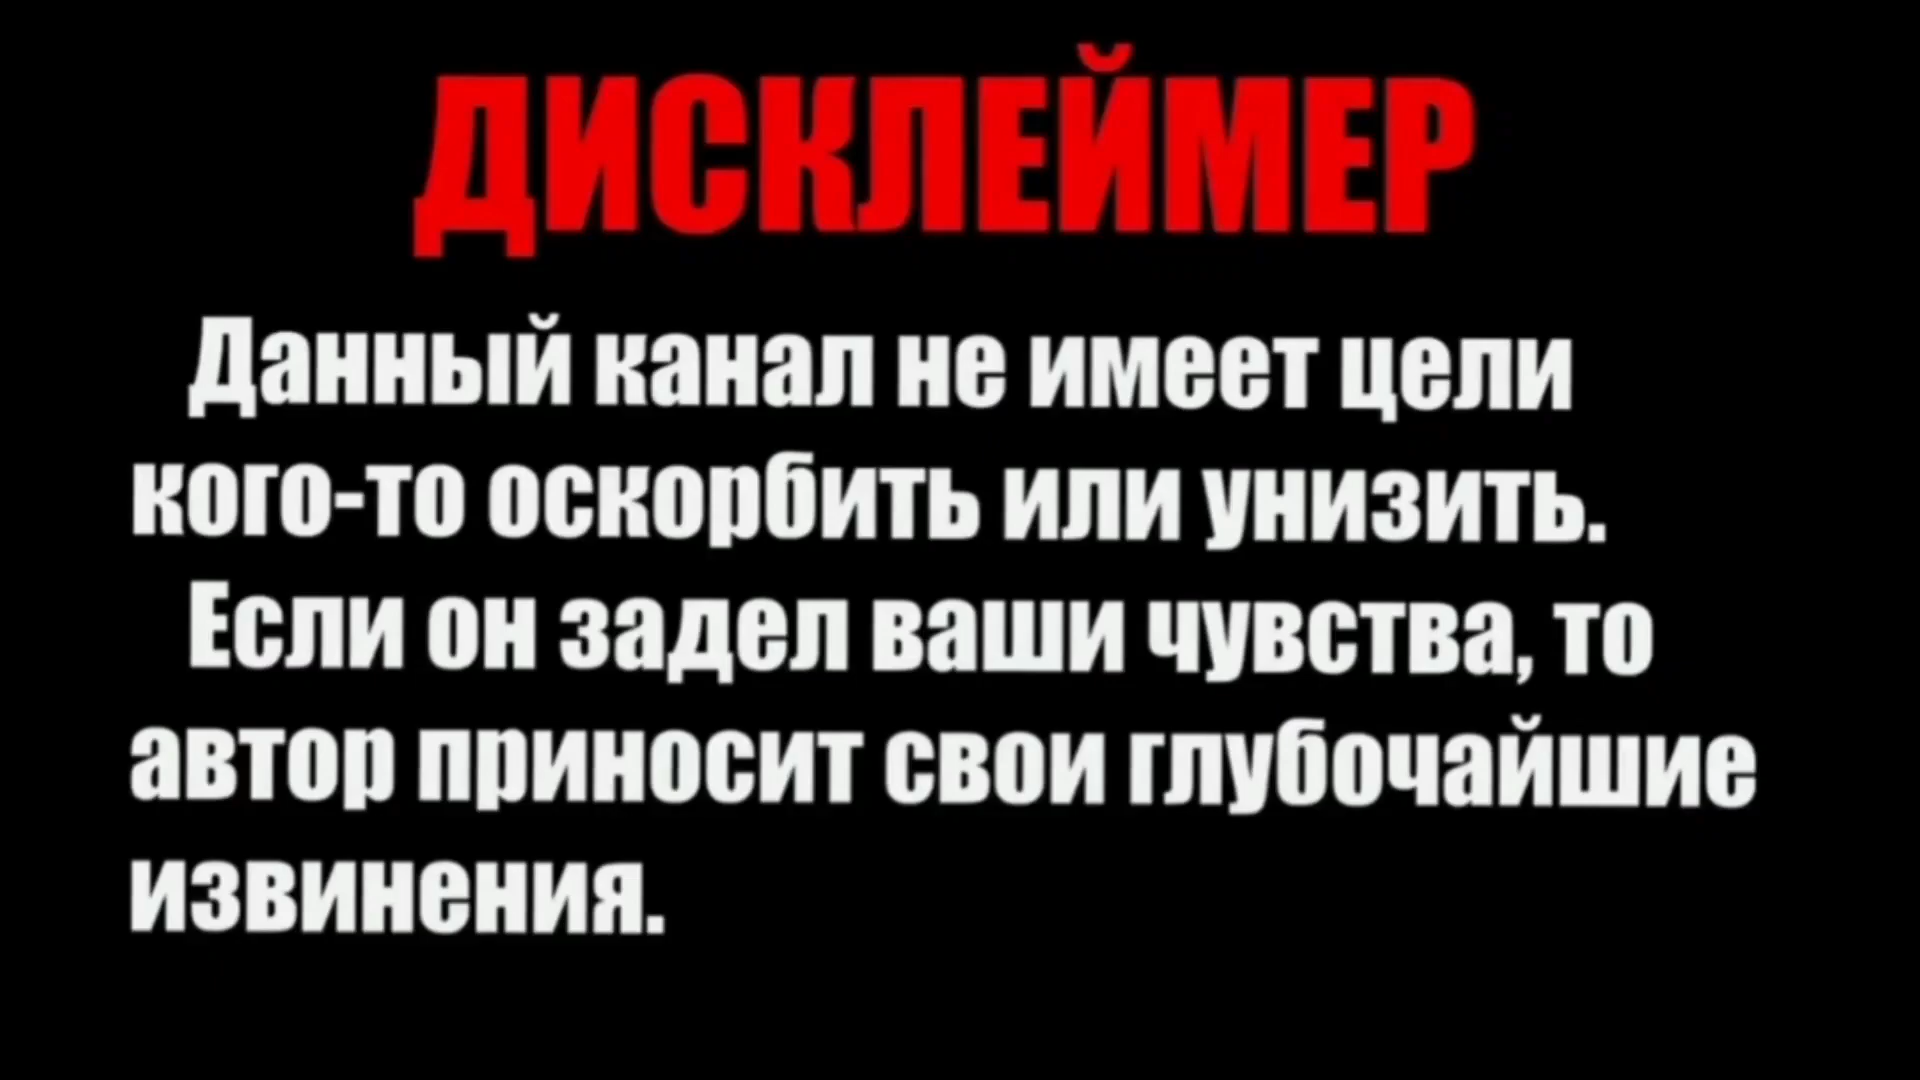 ДИСКЛЕЙМЕР
Данный канал не имеет цели
кого-то оскорбить или унизить.
Если он задел ваши чувства, то
автор приносит свои глубочайшие
извинения.